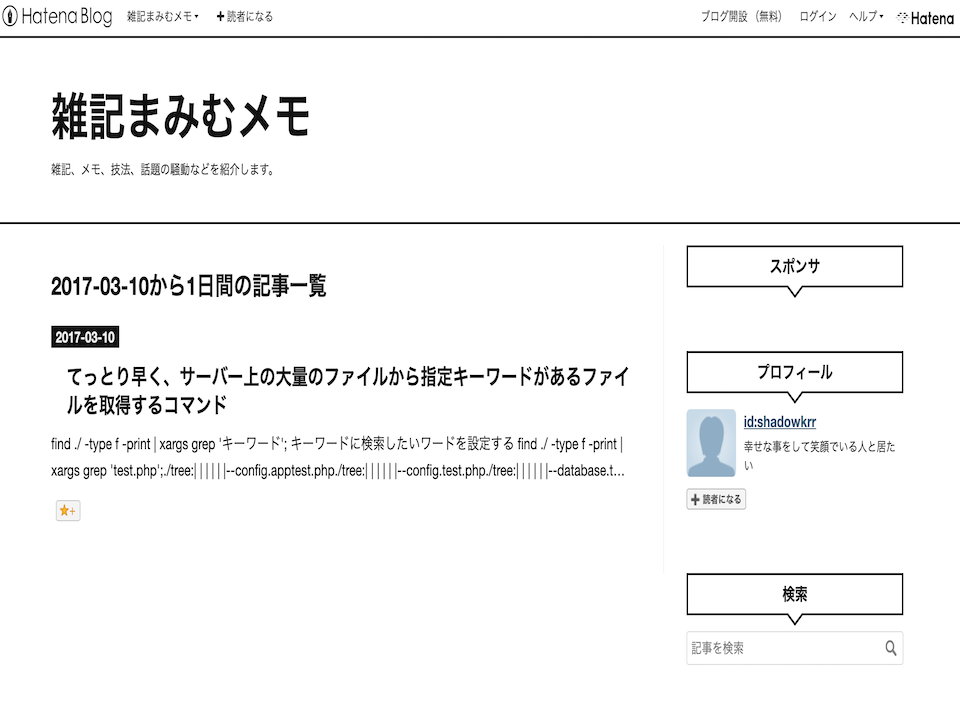 Hatena Blog 雑記まみむメモ▾ ✚読者になる ブログ開設（無料） ログイン ヘルプ▾ Hatena
雑記まみむメモ
雑記、メモ、技法、話題の騒動などを紹介します。
2017-03-10から1日間の記事一覧
2017-03-10
てっとり早く、サーバー上の大量のファイルから指定キーワードがあるファイ
ルを取得するコマンド
find ./ -type f -print | xargs grep 'キーワード'; キーワードに検索したいワードを設定する find ./ -type f -print |
xargs grep 'test.php';./tree:| | | | | |--config.apptest.php./tree:| | | | | |--config.test.php./tree:| | | | | |--database.t...
★+
スポンサ
プロフィール
id:shadowkrr
幸せな事をして笑顔でいる人と居た
い
✚読者になる
検索
記事を検索